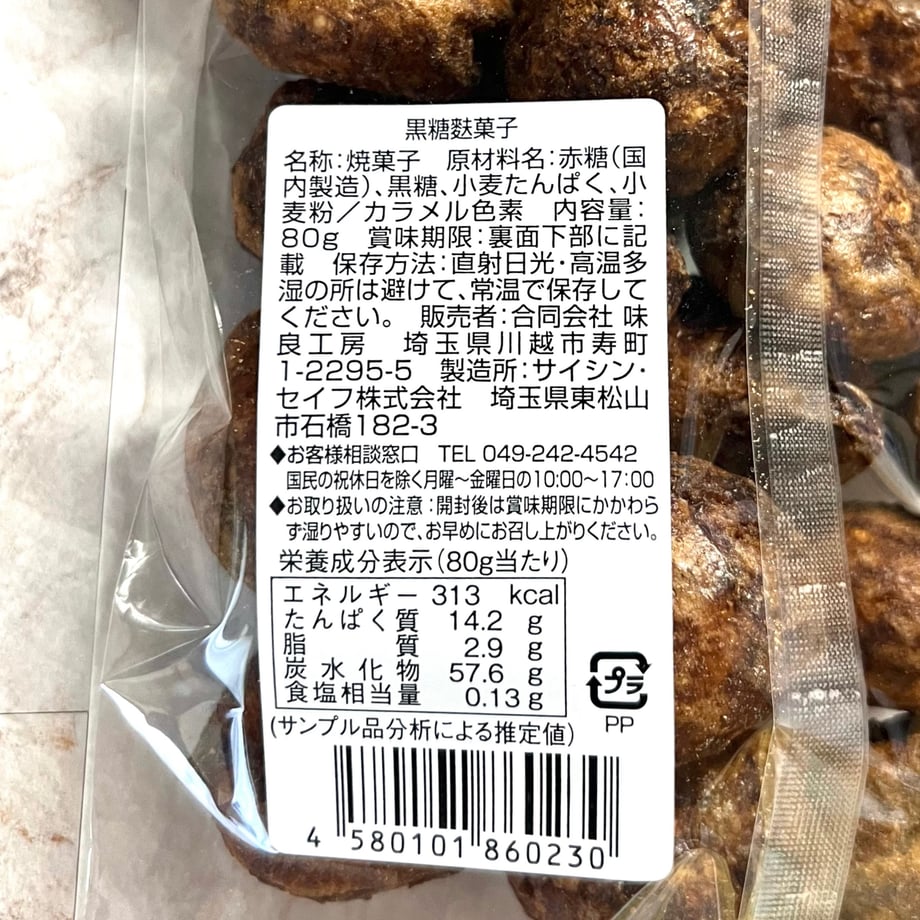 黒糖麩菓子
名称:焼菓子　原材料名:赤糖(国
内製造)、黒糖、小麦たんぱく、小
麦粉／カラメル色素　内容量:
80g　賞味期限:裏面下部に記
載　保存方法:直射日光・高温多
湿の所は避けて、常温で保存して
ください。　販売者:合同会社 味
良工房　埼玉県川越市寿町
1-2295-5　製造所:サイシン・
セイフ株式会社　埼玉県東松山
市石橋182-3
◆お客様相談窓口　TEL 049-242-4542
国民の祝休日を除く月曜～金曜日の10:00～17:00
◆お取り扱いの注意:開封後は賞味期限にかかわら
ず湿りやすいので、お早めにお召し上がりください。
栄養成分表示(80g当たり)
エネルギー 313 kcal
たんぱく質 14.2 g
脂質 2.9 g
炭水化物 57.6 g
食塩相当量 0.13 g
(サンプル品分析による推定値)
プラ
PP
4 580101 860230